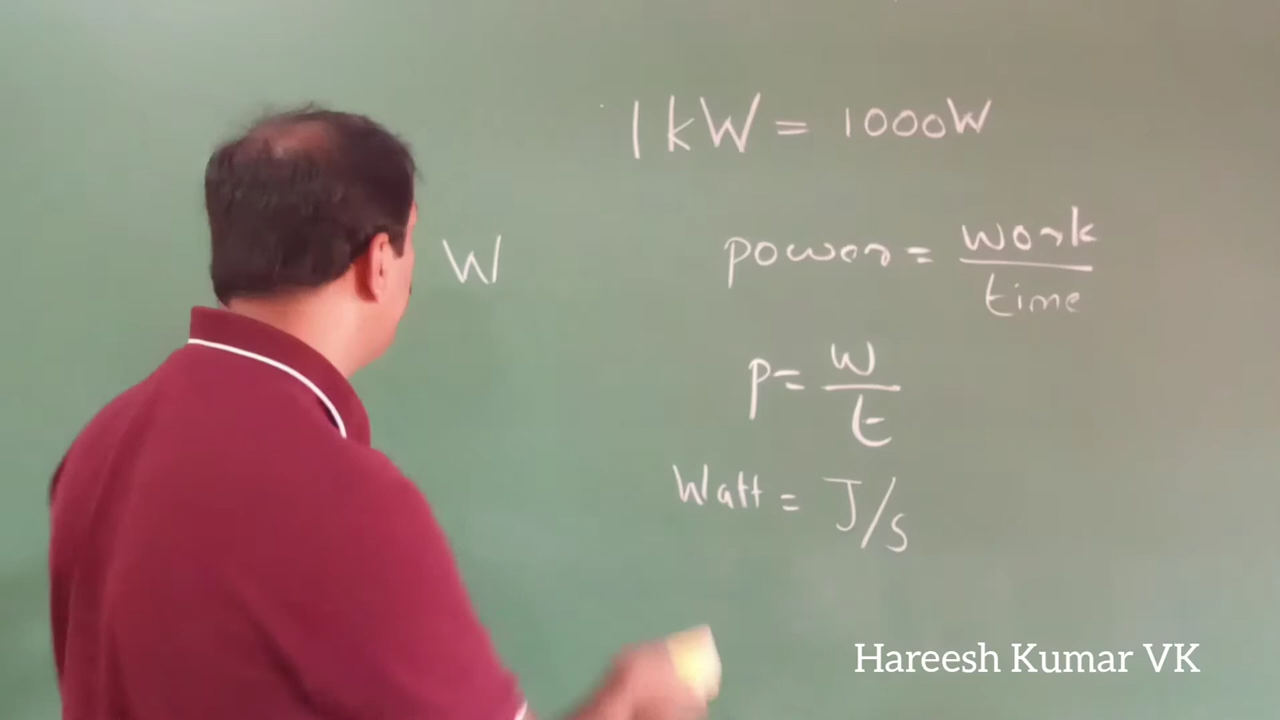 1 kW = 1000W
W
power = work / time
P = W / t
Watt = J/s
Hareesh Kumar VK